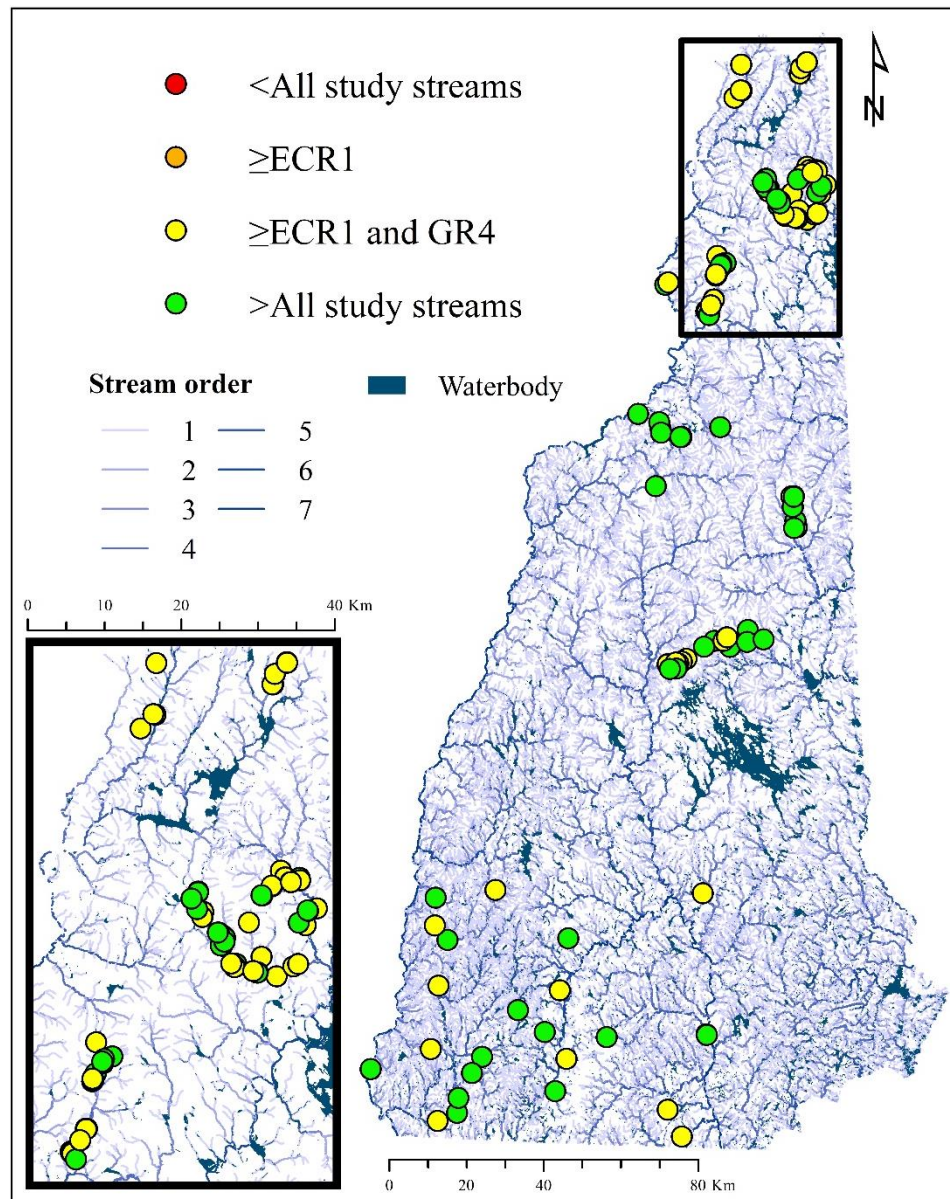 <All study streams
≥ECR1
≥ECR1 and GR4
>All study streams
N
Stream order
Waterbody
1 5
2 6
3 7
4
0 20 40 Km
0 20 40 80 Km